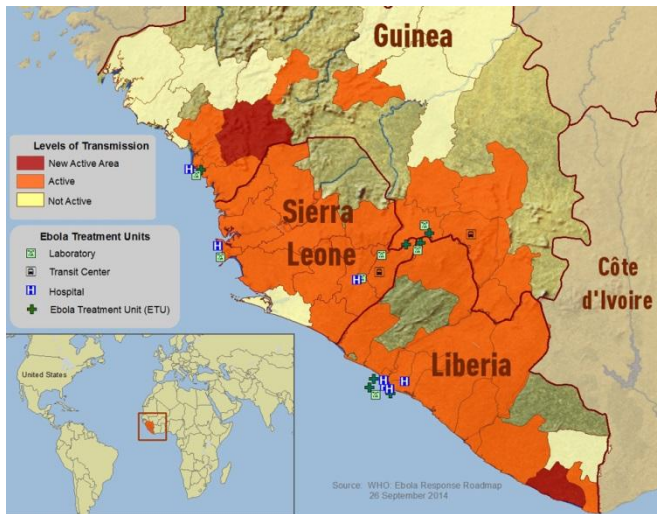 Guinea
Levels of Transmission
New Active Area
Active
Not Active
Sierra
Leone
Ebola Treatment Units
Laboratory
Transit Center
Hospital
Ebola Treatment Unit (ETU)
Côte
d'Ivoire
Liberia
United States
Source: WHO: Ebola Response Roadmap
26 September 2014